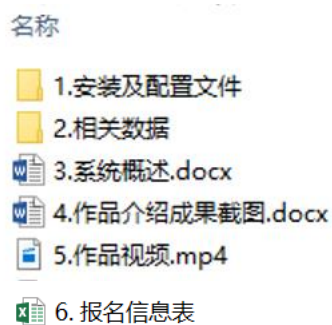 名称
1.安装及配置文件
2.相关数据
3.系统概述.docx
4.作品介绍成果截图.docx
5.作品视频.mp4
6. 报名信息表